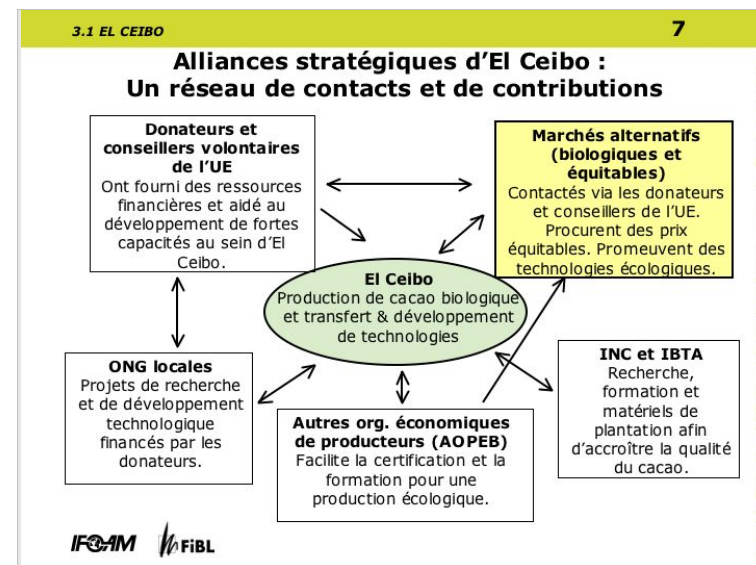 3.1 EL CEIBO
7
Alliances stratégiques d’El Ceibo :
Un réseau de contacts et de contributions
Donateurs et
conseillers volontaires
de l’UE
Ont fourni des ressources
financières et aidé au
développement de fortes
capacités au sein d’El
Ceibo.
Marchés alternatifs
(biologiques et
équitables)
Contactés via les donateurs
et conseillers de l’UE.
Procurent des prix
équitables. Promeuvent des
technologies écologiques.
El Ceibo
Production de cacao biologique
et transfert & développement
de technologies
ONG locales
Projets de recherche
et de développement
technologique
financés par les
donateurs.
Autres org. économiques
de producteurs (AOPEB)
Facilite la certification et la
formation pour une
production écologique.
INC et IBTA
Recherche,
formation et
matériels de
plantation afin
d’accroître la qualité
du cacao.
IFOAM
FiBL